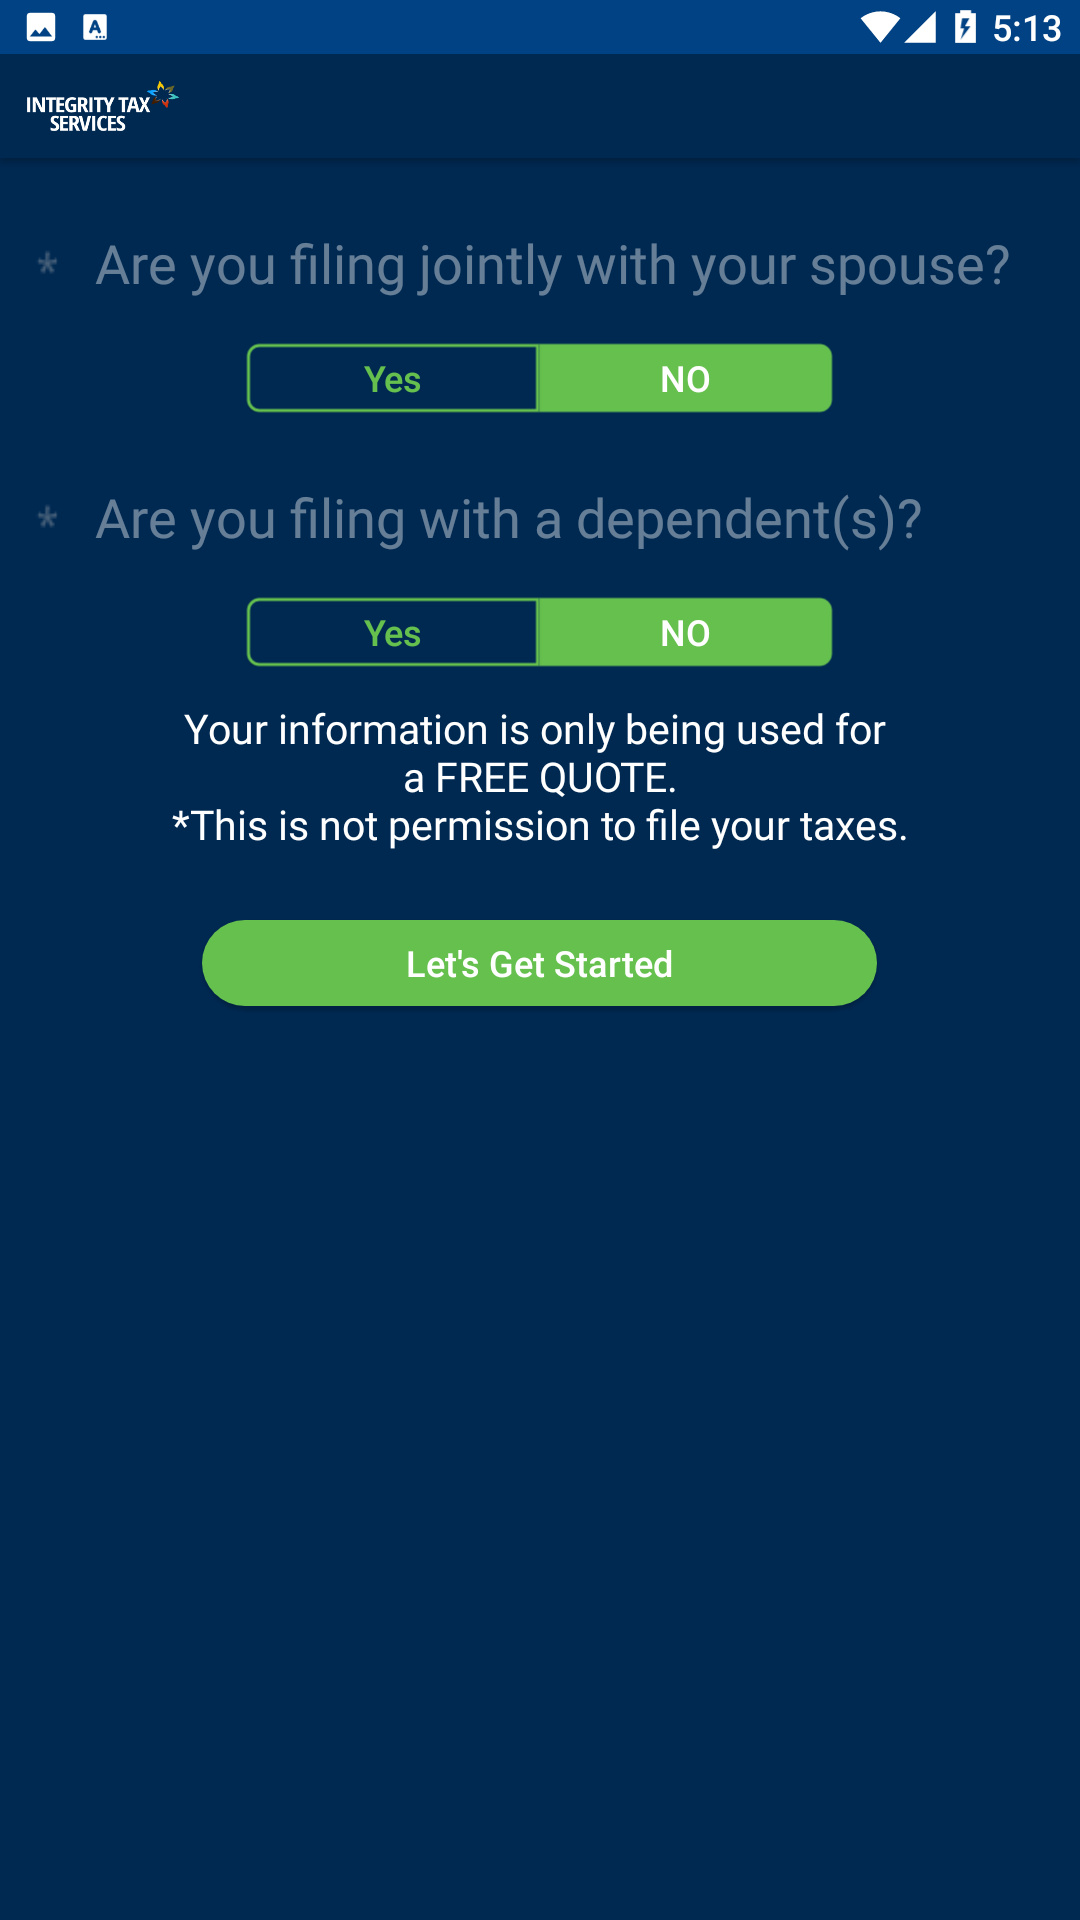 5:13
INTEGRITY TAX
SERVICES
* Are you filing jointly with your spouse?
Yes NO
* Are you filing with a dependent(s)?
Yes NO
Your information is only being used for
a FREE QUOTE.
*This is not permission to file your taxes.
Let's Get Started